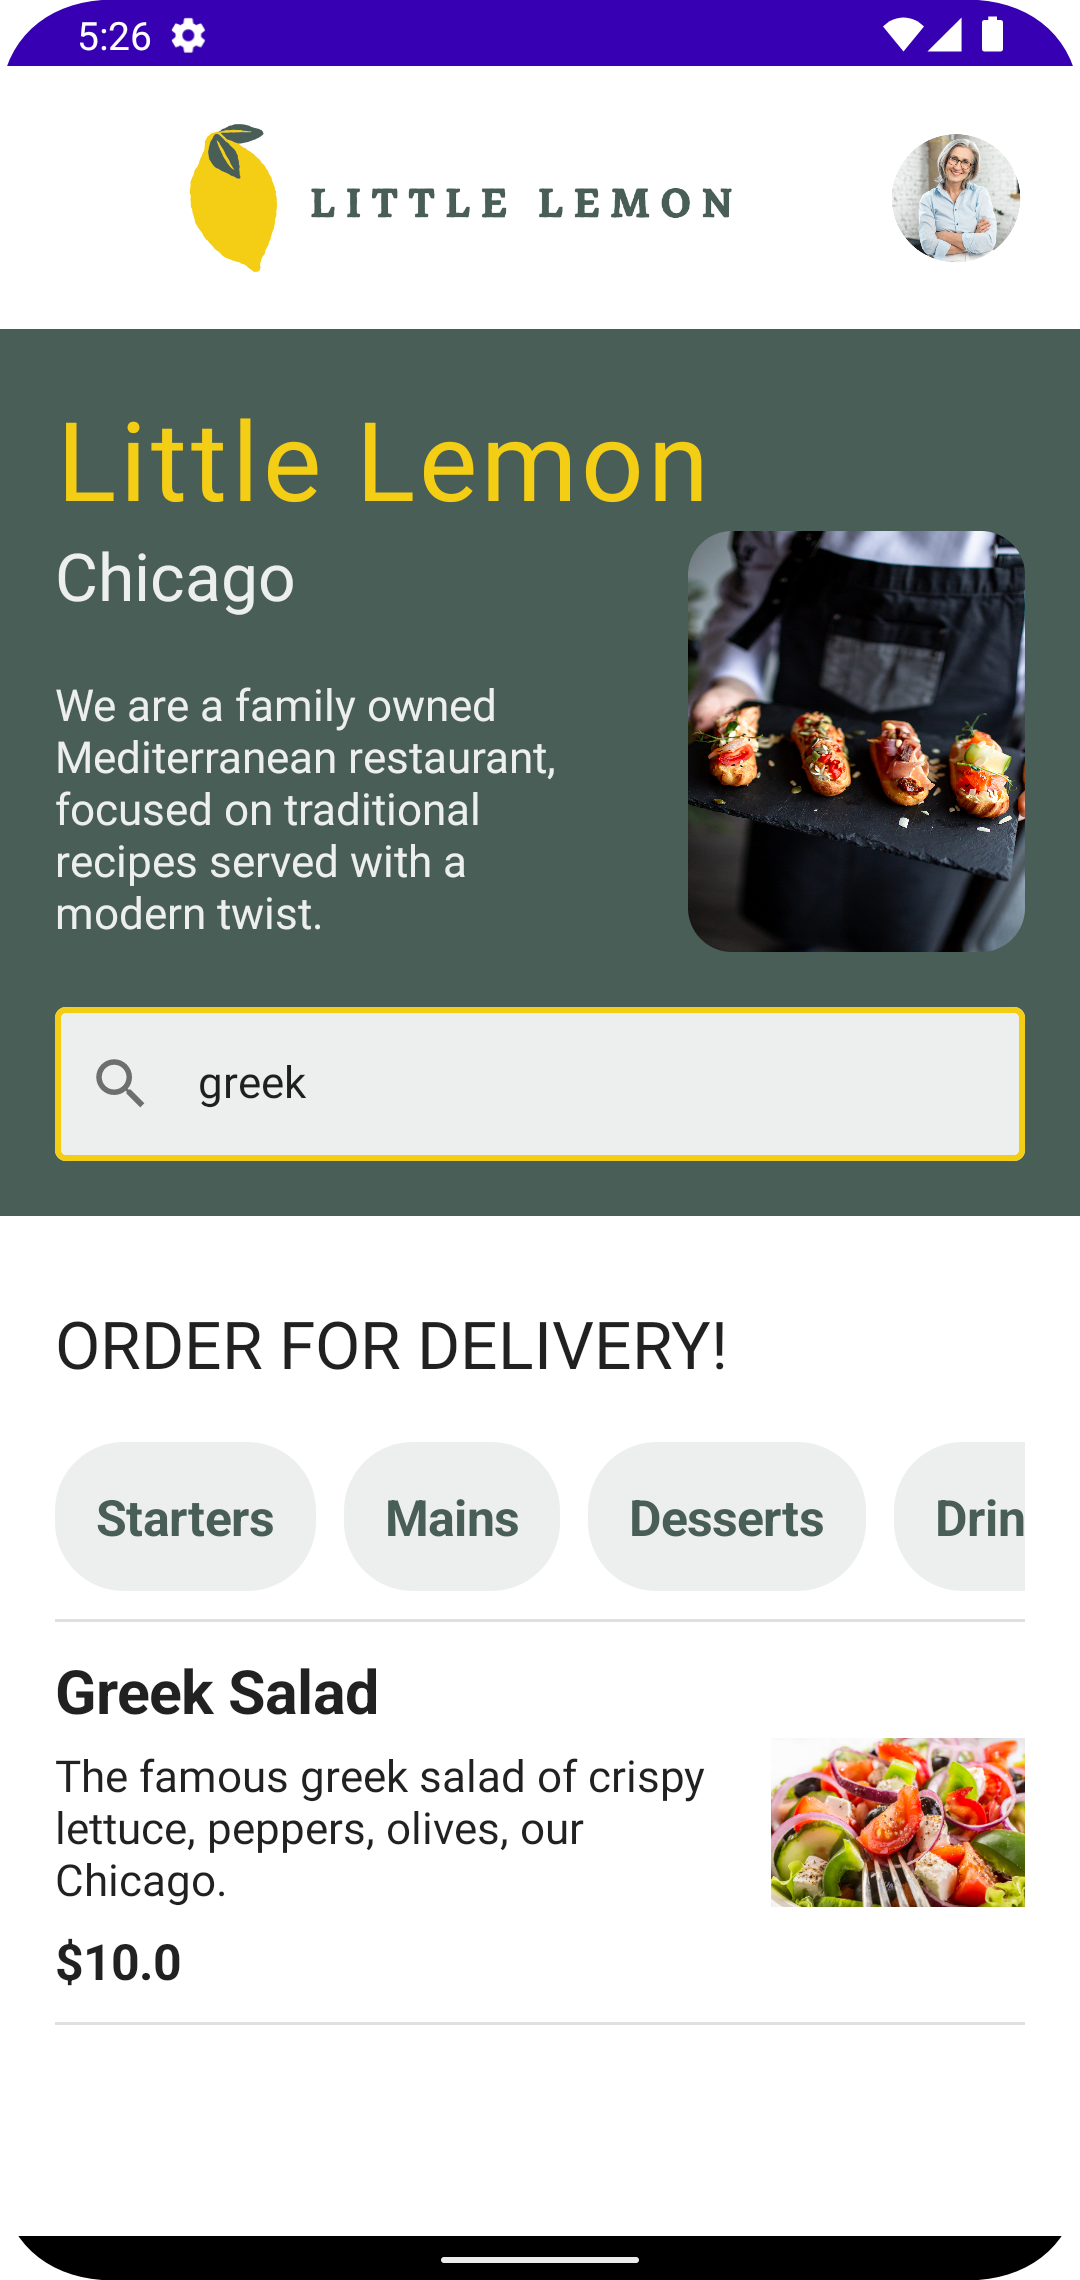 5:26
LITTLE LEMON
Little Lemon
Chicago
We are a family owned
Mediterranean restaurant,
focused on traditional
recipes served with a
modern twist.
greek
ORDER FOR DELIVERY!
Starters Mains Desserts Drin
Greek Salad
The famous greek salad of crispy
lettuce, peppers, olives, our
Chicago.
$10.0